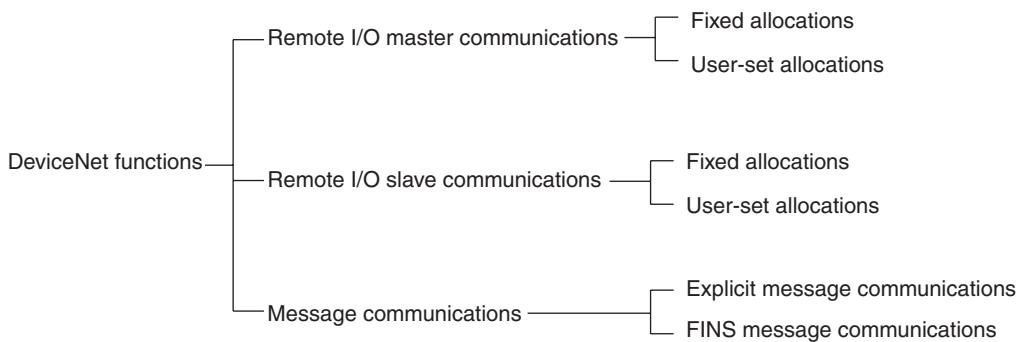 DeviceNet functions
Remote I/O master communications
Fixed allocations
User-set allocations
Remote I/O slave communications
Fixed allocations
User-set allocations
Message communications
Explicit message communications
FINS message communications